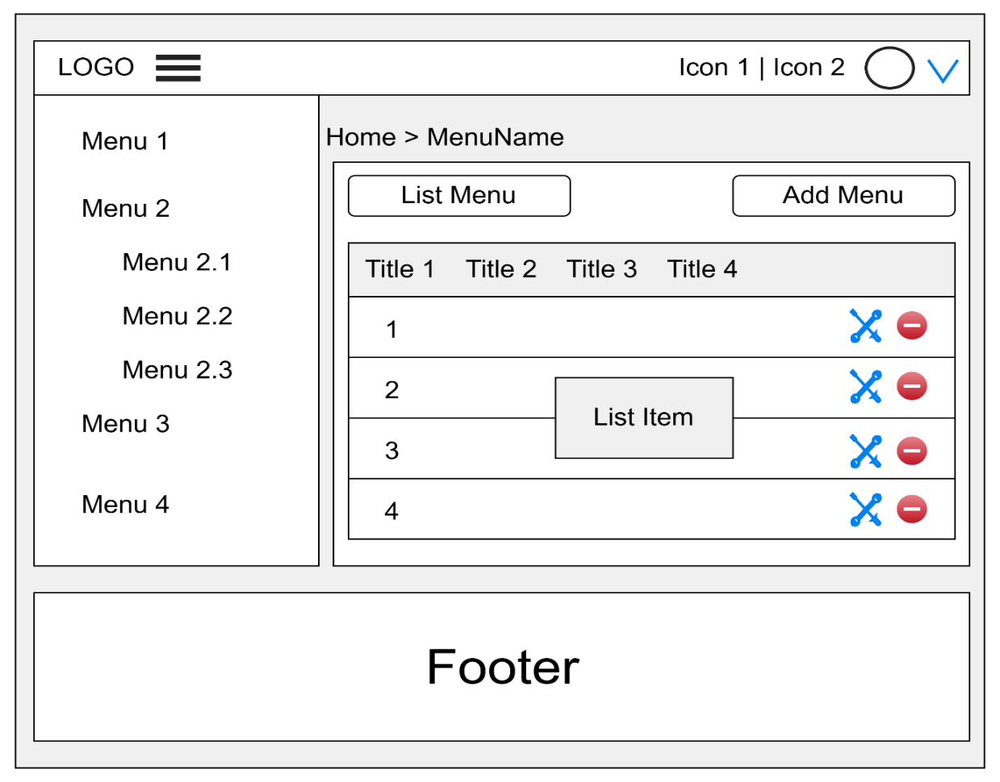 LOGO
Icon 1 | Icon 2
Menu 1
Menu 2
Menu 2.1
Menu 2.2
Menu 2.3
Menu 3
Menu 4
Home > MenuName
List Menu
Add Menu
Title 1 Title 2 Title 3 Title 4
1
2
List Item
3
4
Footer